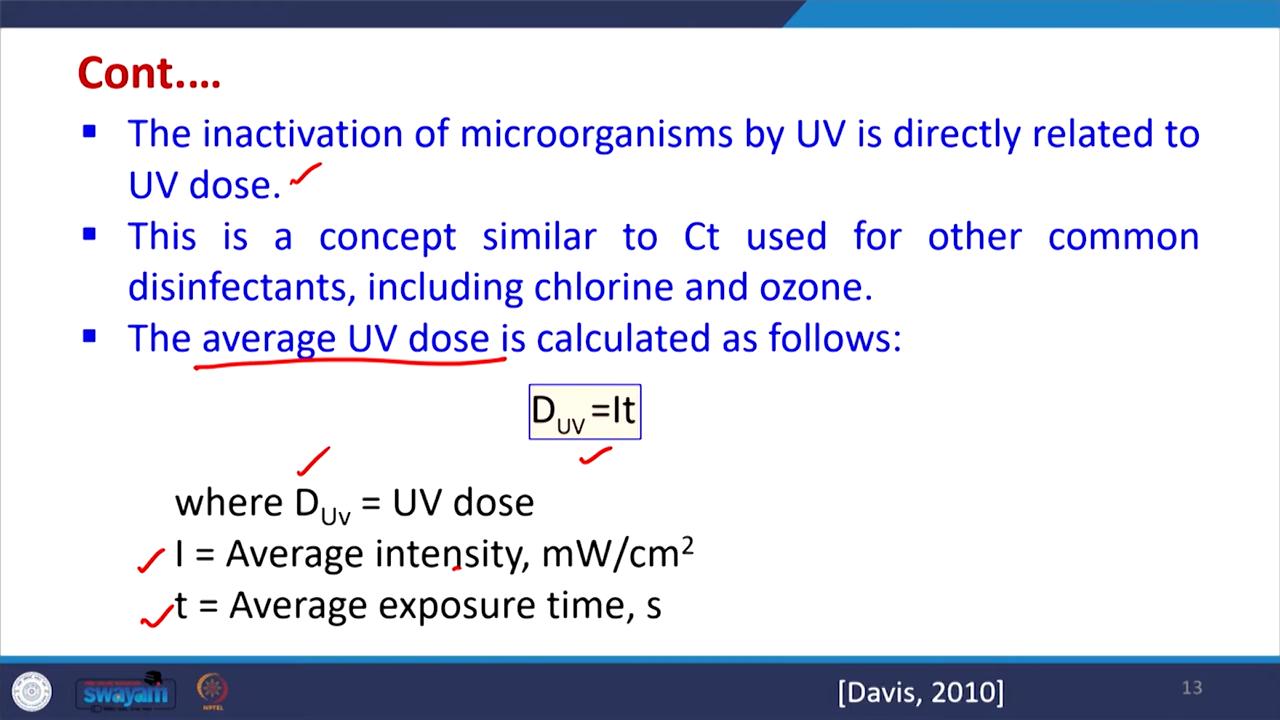 Cont.…
▪ The inactivation of microorganisms by UV is directly related to
UV dose.
▪ This is a concept similar to Ct used for other common
disinfectants, including chlorine and ozone.
▪ The average UV dose is calculated as follows:
D_UV =It
where D_Uv = UV dose
I = Average intensity, mW/cm²
t = Average exposure time, s
swayam
NPTEL
[Davis, 2010]
13